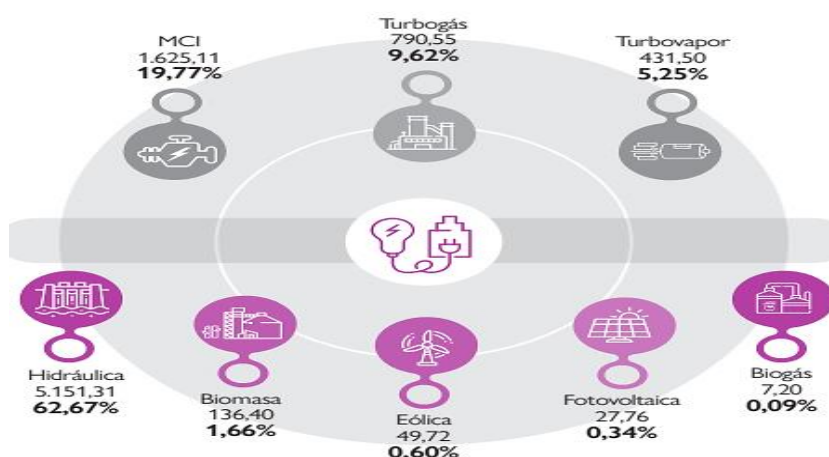 MCI
1.625,11
19,77%
Turbogás
790,55
9,62%
Turbovapor
431,50
5,25%
Hidráulica
5.151,31
62,67%
Biomasa
136,40
1,66%
Eólica
49,72
0,60%
Fotovoltaica
27,76
0,34%
Biogás
7,20
0,09%